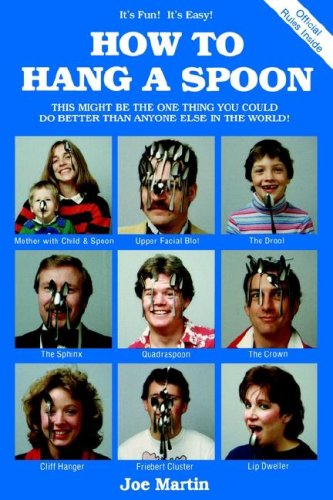 It's Fun! It's Easy!
Official
Rules Inside
HOW TO
HANG A SPOON
THIS MIGHT BE THE ONE THING YOU COULD
DO BETTER THAN ANYONE ELSE IN THE WORLD!
Mother with Child & Spoon
Upper Facial Blot
The Drool
The Sphinx
Quadraspoon
The Crown
Cliff Hanger
Friebert Cluster
Lip Dweller
Joe Martin